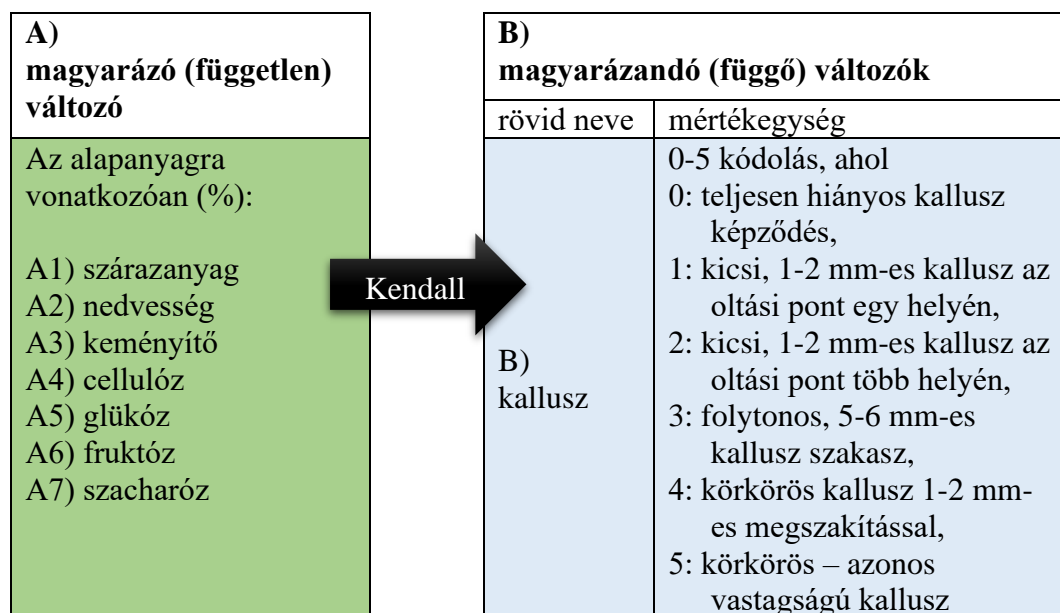 A)
magyarázó (független)
változó
Az alapanyagra
vonatkozóan (%):
A1) szárazanyag
A2) nedvesség
A3) keményítő
A4) cellulóz
A5) glükóz
A6) fruktóz
A7) szacharóz
Kendall
B)
magyarázandó (függő) változók
rövid neve
mértékegység
B)
kallusz
0-5 kódolás, ahol
0: teljesen hiányos kallusz
képződés,
1: kicsi, 1-2 mm-es kallusz az
oltási pont egy helyén,
2: kicsi, 1-2 mm-es kallusz az
oltási pont több helyén,
3: folytonos, 5-6 mm-es
kallusz szakasz,
4: körkörös kallusz 1-2 mm-
es megszakítással,
5: körkörös – azonos
vastagságú kallusz